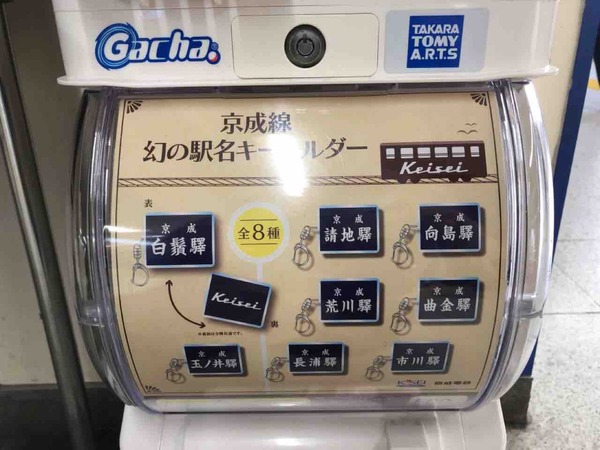 Gacha
TAKARA
TOMY
A.R.T.S
京成線
幻の駅名キーホルダー
Keisei
表
京成
白鬚驛
全8種
京成
請地驛
京成
向島驛
Keisei
裏
京成
荒川驛
京成
曲金驛
京成
玉ノ井驛
京成
長浦驛
京成
市川驛
KEISEI 京成電鉄